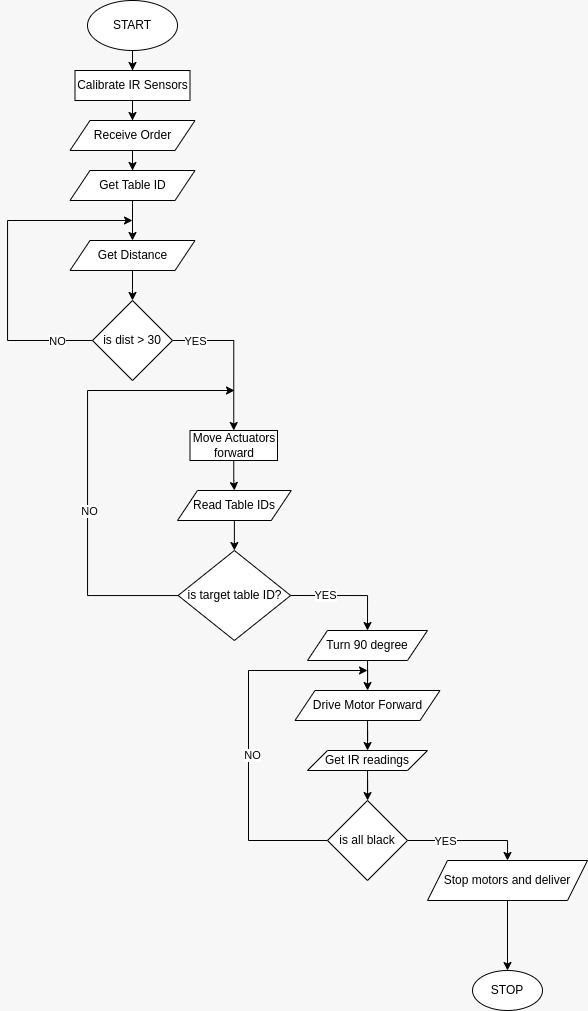 START
Calibrate IR Sensors
Receive Order
Get Table ID
Get Distance
is dist > 30
NO
YES
Move Actuators
forward
Read Table IDs
NO
is target table ID?
YES
Turn 90 degree
Drive Motor Forward
NO
Get IR readings
is all black
YES
Stop motors and deliver
STOP